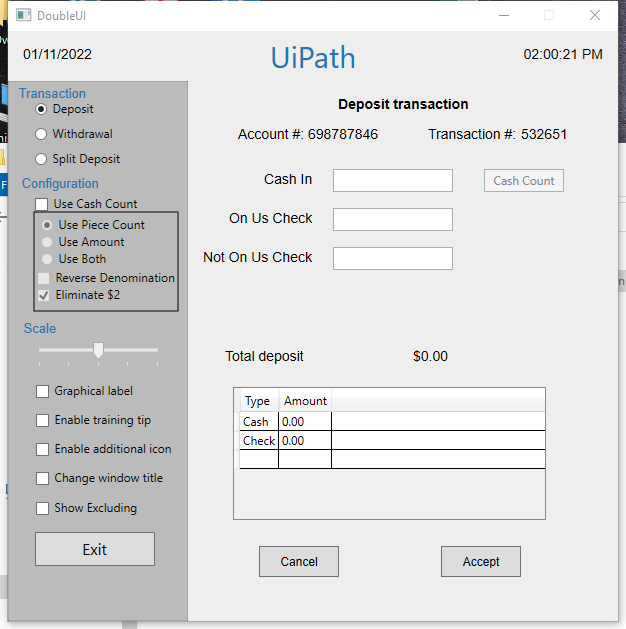 DoubleUI
01/11/2022
UiPath
02:00:21 PM
Transaction
Deposit
Withdrawal
Split Deposit
Configuration
Use Cash Count
Use Piece Count
Use Amount
Use Both
Reverse Denomination
Eliminate $2
Scale
Graphical label
Enable training tip
Enable additional icon
Change window title
Show Excluding
Exit
Deposit transaction
Account #: 698787846 Transaction #: 532651
Cash In Cash Count
On Us Check
Not On Us Check
Total deposit $0.00
Type Amount
Cash 0.00
Check 0.00
Cancel Accept